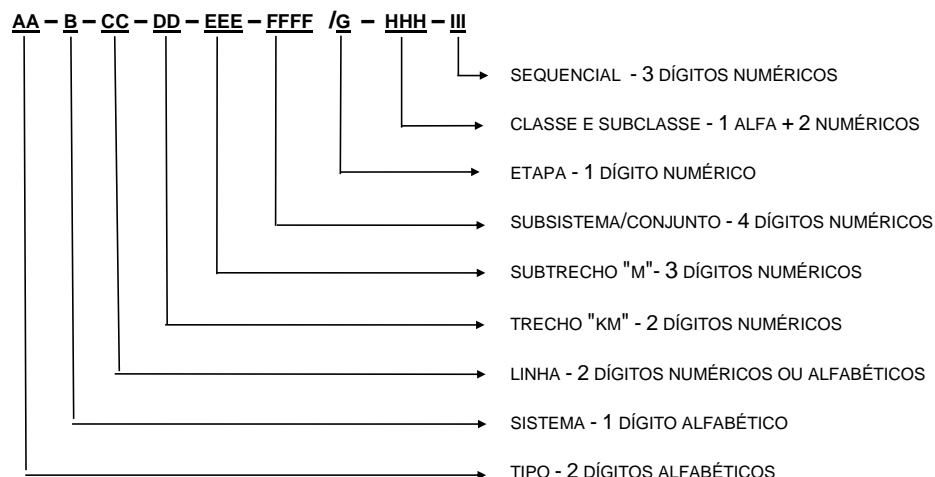 AA – B – CC – DD – EEE – FFFF /G – HHH – III
SEQUENCIAL - 3 DÍGITOS NUMÉRICOS
CLASSE E SUBCLASSE - 1 ALFA + 2 NUMÉRICOS
ETAPA - 1 DÍGITO NUMÉRICO
SUBSISTEMA/CONJUNTO - 4 DÍGITOS NUMÉRICOS
SUBTRECHO "M"- 3 DÍGITOS NUMÉRICOS
TRECHO "KM" - 2 DÍGITOS NUMÉRICOS
LINHA - 2 DÍGITOS NUMÉRICOS OU ALFABÉTICOS
SISTEMA - 1 DÍGITO ALFABÉTICO
TIPO - 2 DÍGITOS ALFABÉTICOS